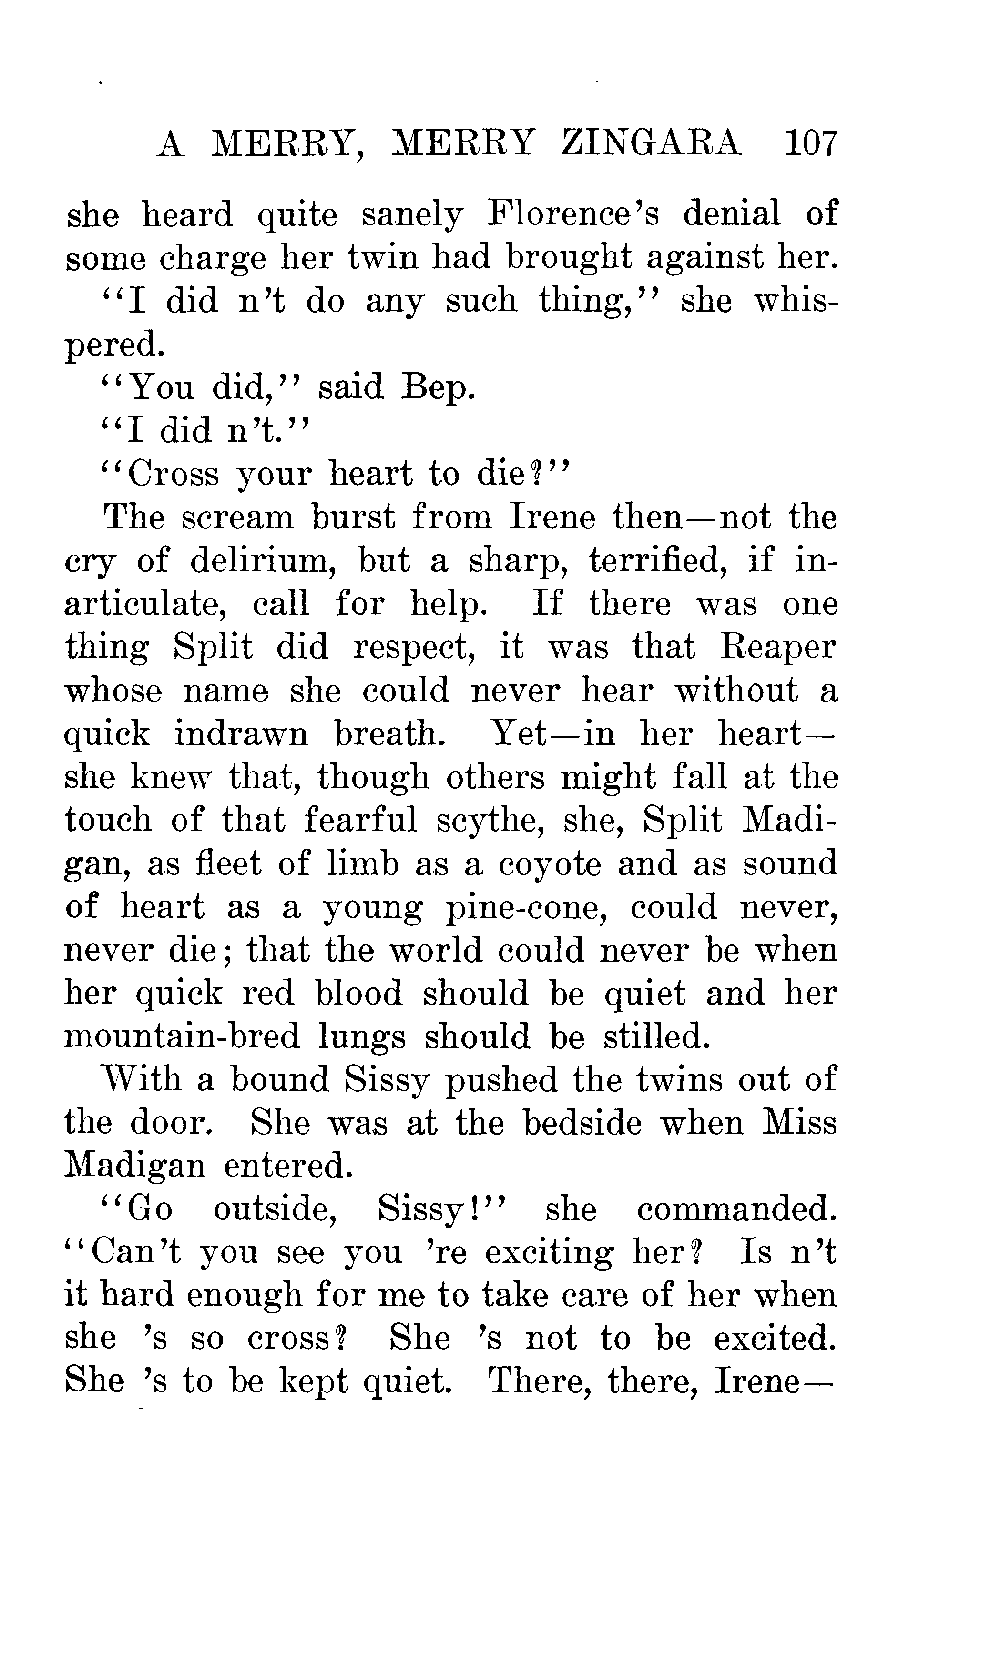 A MERRY, MERRY ZINGARA 107
she heard quite sanely Florence's denial of
some charge her twin had brought against her.
"I did n't do any such thing," she whis-
pered.
"You did," said Bep.
"I did n't."
"Cross your heart to die?"
The scream burst from Irene then—not the
cry of delirium, but a sharp, terrified, if in-
articulate, call for help. If there was one
thing Split did respect, it was that Reaper
whose name she could never hear without a
quick indrawn breath. Yet—in her heart—
she knew that, though others might fall at the
touch of that fearful scythe, she, Split Madi-
gan, as fleet of limb as a coyote and as sound
of heart as a young pine-cone, could never,
never die; that the world could never be when
her quick red blood should be quiet and her
mountain-bred lungs should be stilled.
With a bound Sissy pushed the twins out of
the door. She was at the bedside when Miss
Madigan entered.
"Go outside, Sissy!" she commanded.
"Can't you see you 're exciting her? Is n't
it hard enough for me to take care of her when
she 's so cross? She 's not to be excited.
She 's to be kept quiet. There, there, Irene—